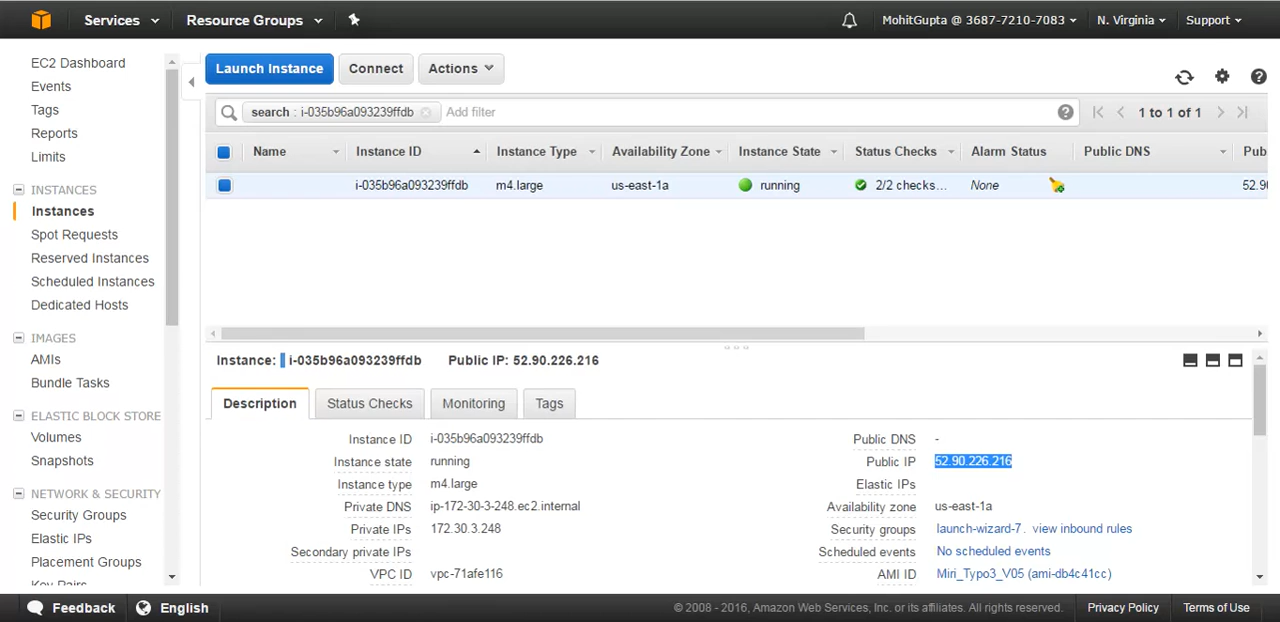 Services Resource Groups MohitGupta @ 3687-7210-7083 N. Virginia Support
EC2 Dashboard
Events
Tags
Reports
Limits
INSTANCES
Instances
Spot Requests
Reserved Instances
Scheduled Instances
Dedicated Hosts
IMAGES
AMIs
Bundle Tasks
ELASTIC BLOCK STORE
Volumes
Snapshots
NETWORK & SECURITY
Security Groups
Elastic IPs
Placement Groups
Key Pairs
Launch Instance Connect Actions
search : i-035b96a093239ffdb Add filter 1 to 1 of 1
Name Instance ID Instance Type Availability Zone Instance State Status Checks Alarm Status Public DNS Pub
i-035b96a093239ffdb m4.large us-east-1a running 2/2 checks... None 52.90
Instance: i-035b96a093239ffdb Public IP: 52.90.226.216
Description Status Checks Monitoring Tags
Instance ID i-035b96a093239ffdb Public DNS -
Instance state running Public IP 52.90.226.216
Instance type m4.large Elastic IPs
Private DNS ip-172-30-3-248.ec2.internal Availability zone us-east-1a
Private IPs 172.30.3.248 Security groups launch-wizard-7. view inbound rules
Secondary private IPs Scheduled events No scheduled events
VPC ID vpc-71afe116 AMI ID Miri_Typo3_V05 (ami-db4c41cc)
Feedback English © 2008 - 2016, Amazon Web Services, Inc. or its affiliates. All rights reserved. Privacy Policy Terms of Use